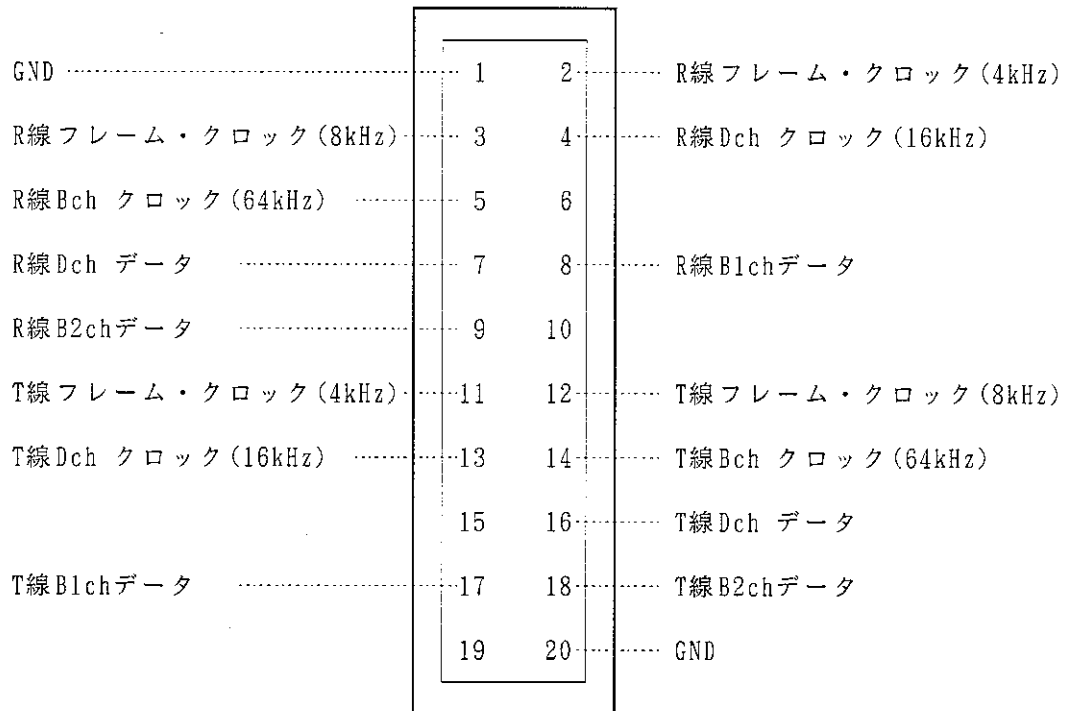 GND 1 2 R線フレーム・クロック(4kHz)
R線フレーム・クロック(8kHz) 3 4 R線Dch クロック(16kHz)
R線Bch クロック(64kHz) 5 6
R線Dch データ 7 8 R線B1chデータ
R線B2chデータ 9 10
T線フレーム・クロック(4kHz) 11 12 T線フレーム・クロック(8kHz)
T線Dch クロック(16kHz) 13 14 T線Bch クロック(64kHz)
15 16 T線Dch データ
T線B1chデータ 17 18 T線B2chデータ
19 20 GND